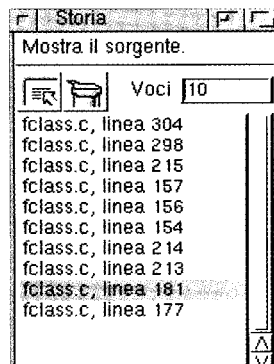 Storia
Mostra il sorgente.
Voci 10
fclass.c, linea 304
fclass.c, linea 298
fclass.c, linea 215
fclass.c, linea 157
fclass.c, linea 156
fclass.c, linea 154
fclass.c, linea 214
fclass.c, linea 213
fclass.c, linea 181
fclass.c, linea 177